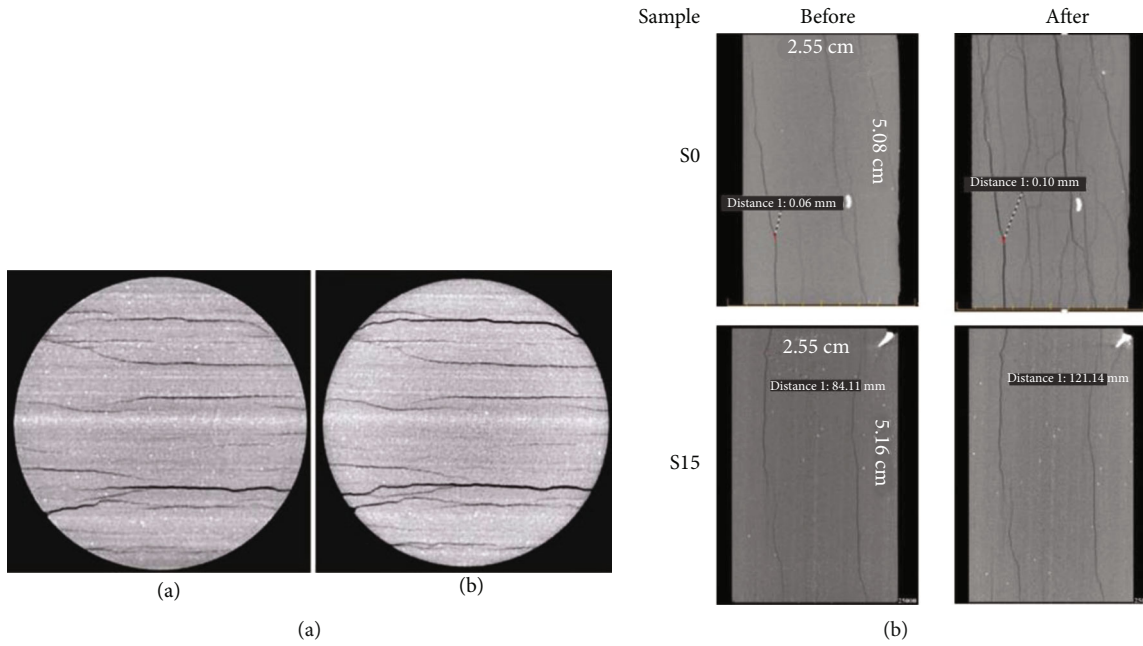 Sample Before After
2.55 cm
5.08 cm
S0
Distance 1: 0.06 mm
Distance 1: 0.10 mm
2.55 cm
Distance 1: 84.11 mm
Distance 1: 121.14 mm
5.16 cm
S15
(a) (b)
(a) (b)